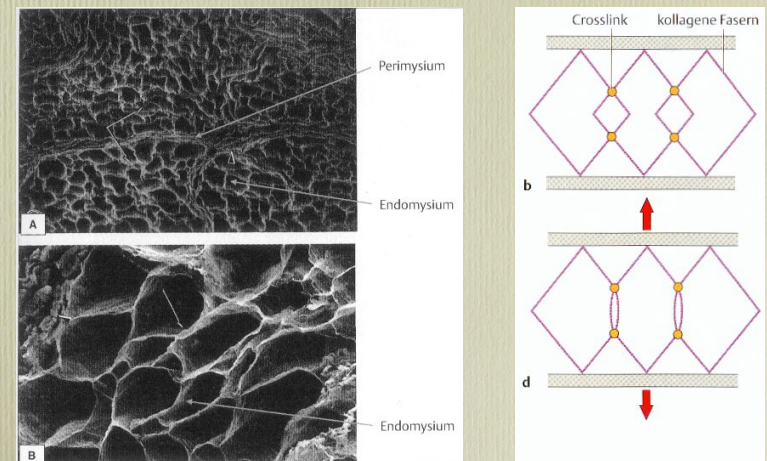 Perimysium
Endomysium
A
Endomysium
B
Crosslink kollagene Fasern
b
d